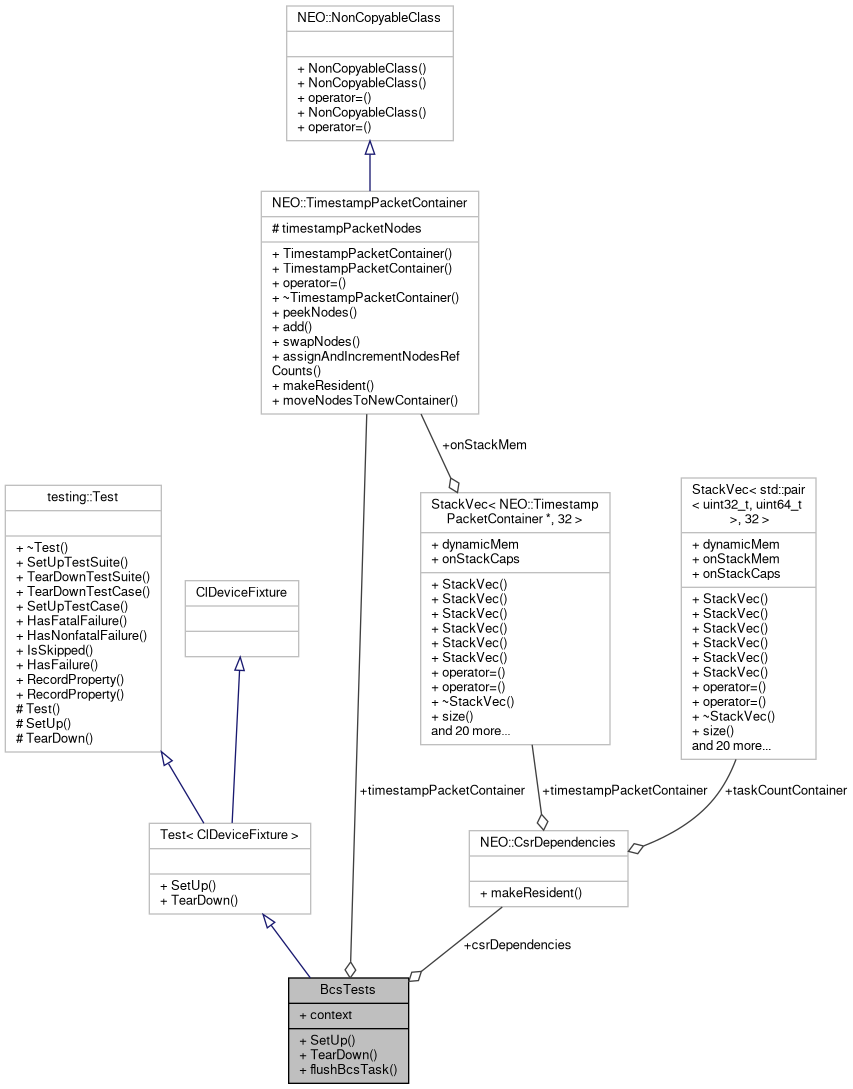 NEO::NonCopyableClass
+ NonCopyableClass()
+ NonCopyableClass()
+ operator=()
+ NonCopyableClass()
+ operator=()
NEO::TimestampPacketContainer
# timestampPacketNodes
+ TimestampPacketContainer()
+ TimestampPacketContainer()
+ operator=()
+ ~TimestampPacketContainer()
+ peekNodes()
+ add()
+ swapNodes()
+ assignAndIncrementNodesRef
Counts()
+ makeResident()
+ moveNodesToNewContainer()
+onStackMem
testing::Test
+ ~Test()
+ SetUpTestSuite()
+ TearDownTestSuite()
+ TearDownTestCase()
+ SetUpTestCase()
+ HasFatalFailure()
+ HasNonfatalFailure()
+ IsSkipped()
+ HasFailure()
+ RecordProperty()
+ RecordProperty()
# Test()
# SetUp()
# TearDown()
ClDeviceFixture
StackVec< NEO::Timestamp
PacketContainer *, 32 >
+ dynamicMem
+ onStackCaps
+ StackVec()
+ StackVec()
+ StackVec()
+ StackVec()
+ StackVec()
+ StackVec()
+ operator=()
+ operator=()
+ ~StackVec()
+ size()
and 20 more...
StackVec< std::pair
< uint32_t, uint64_t
>, 32 >
+ dynamicMem
+ onStackMem
+ onStackCaps
+ StackVec()
+ StackVec()
+ StackVec()
+ StackVec()
+ StackVec()
+ StackVec()
+ operator=()
+ operator=()
+ ~StackVec()
+ size()
and 20 more...
+timestampPacketContainer
+timestampPacketContainer
+taskCountContainer
Test< ClDeviceFixture >
+ SetUp()
+ TearDown()
NEO::CsrDependencies
+ makeResident()
+csrDependencies
BcsTests
+ context
+ SetUp()
+ TearDown()
+ flushBcsTask()